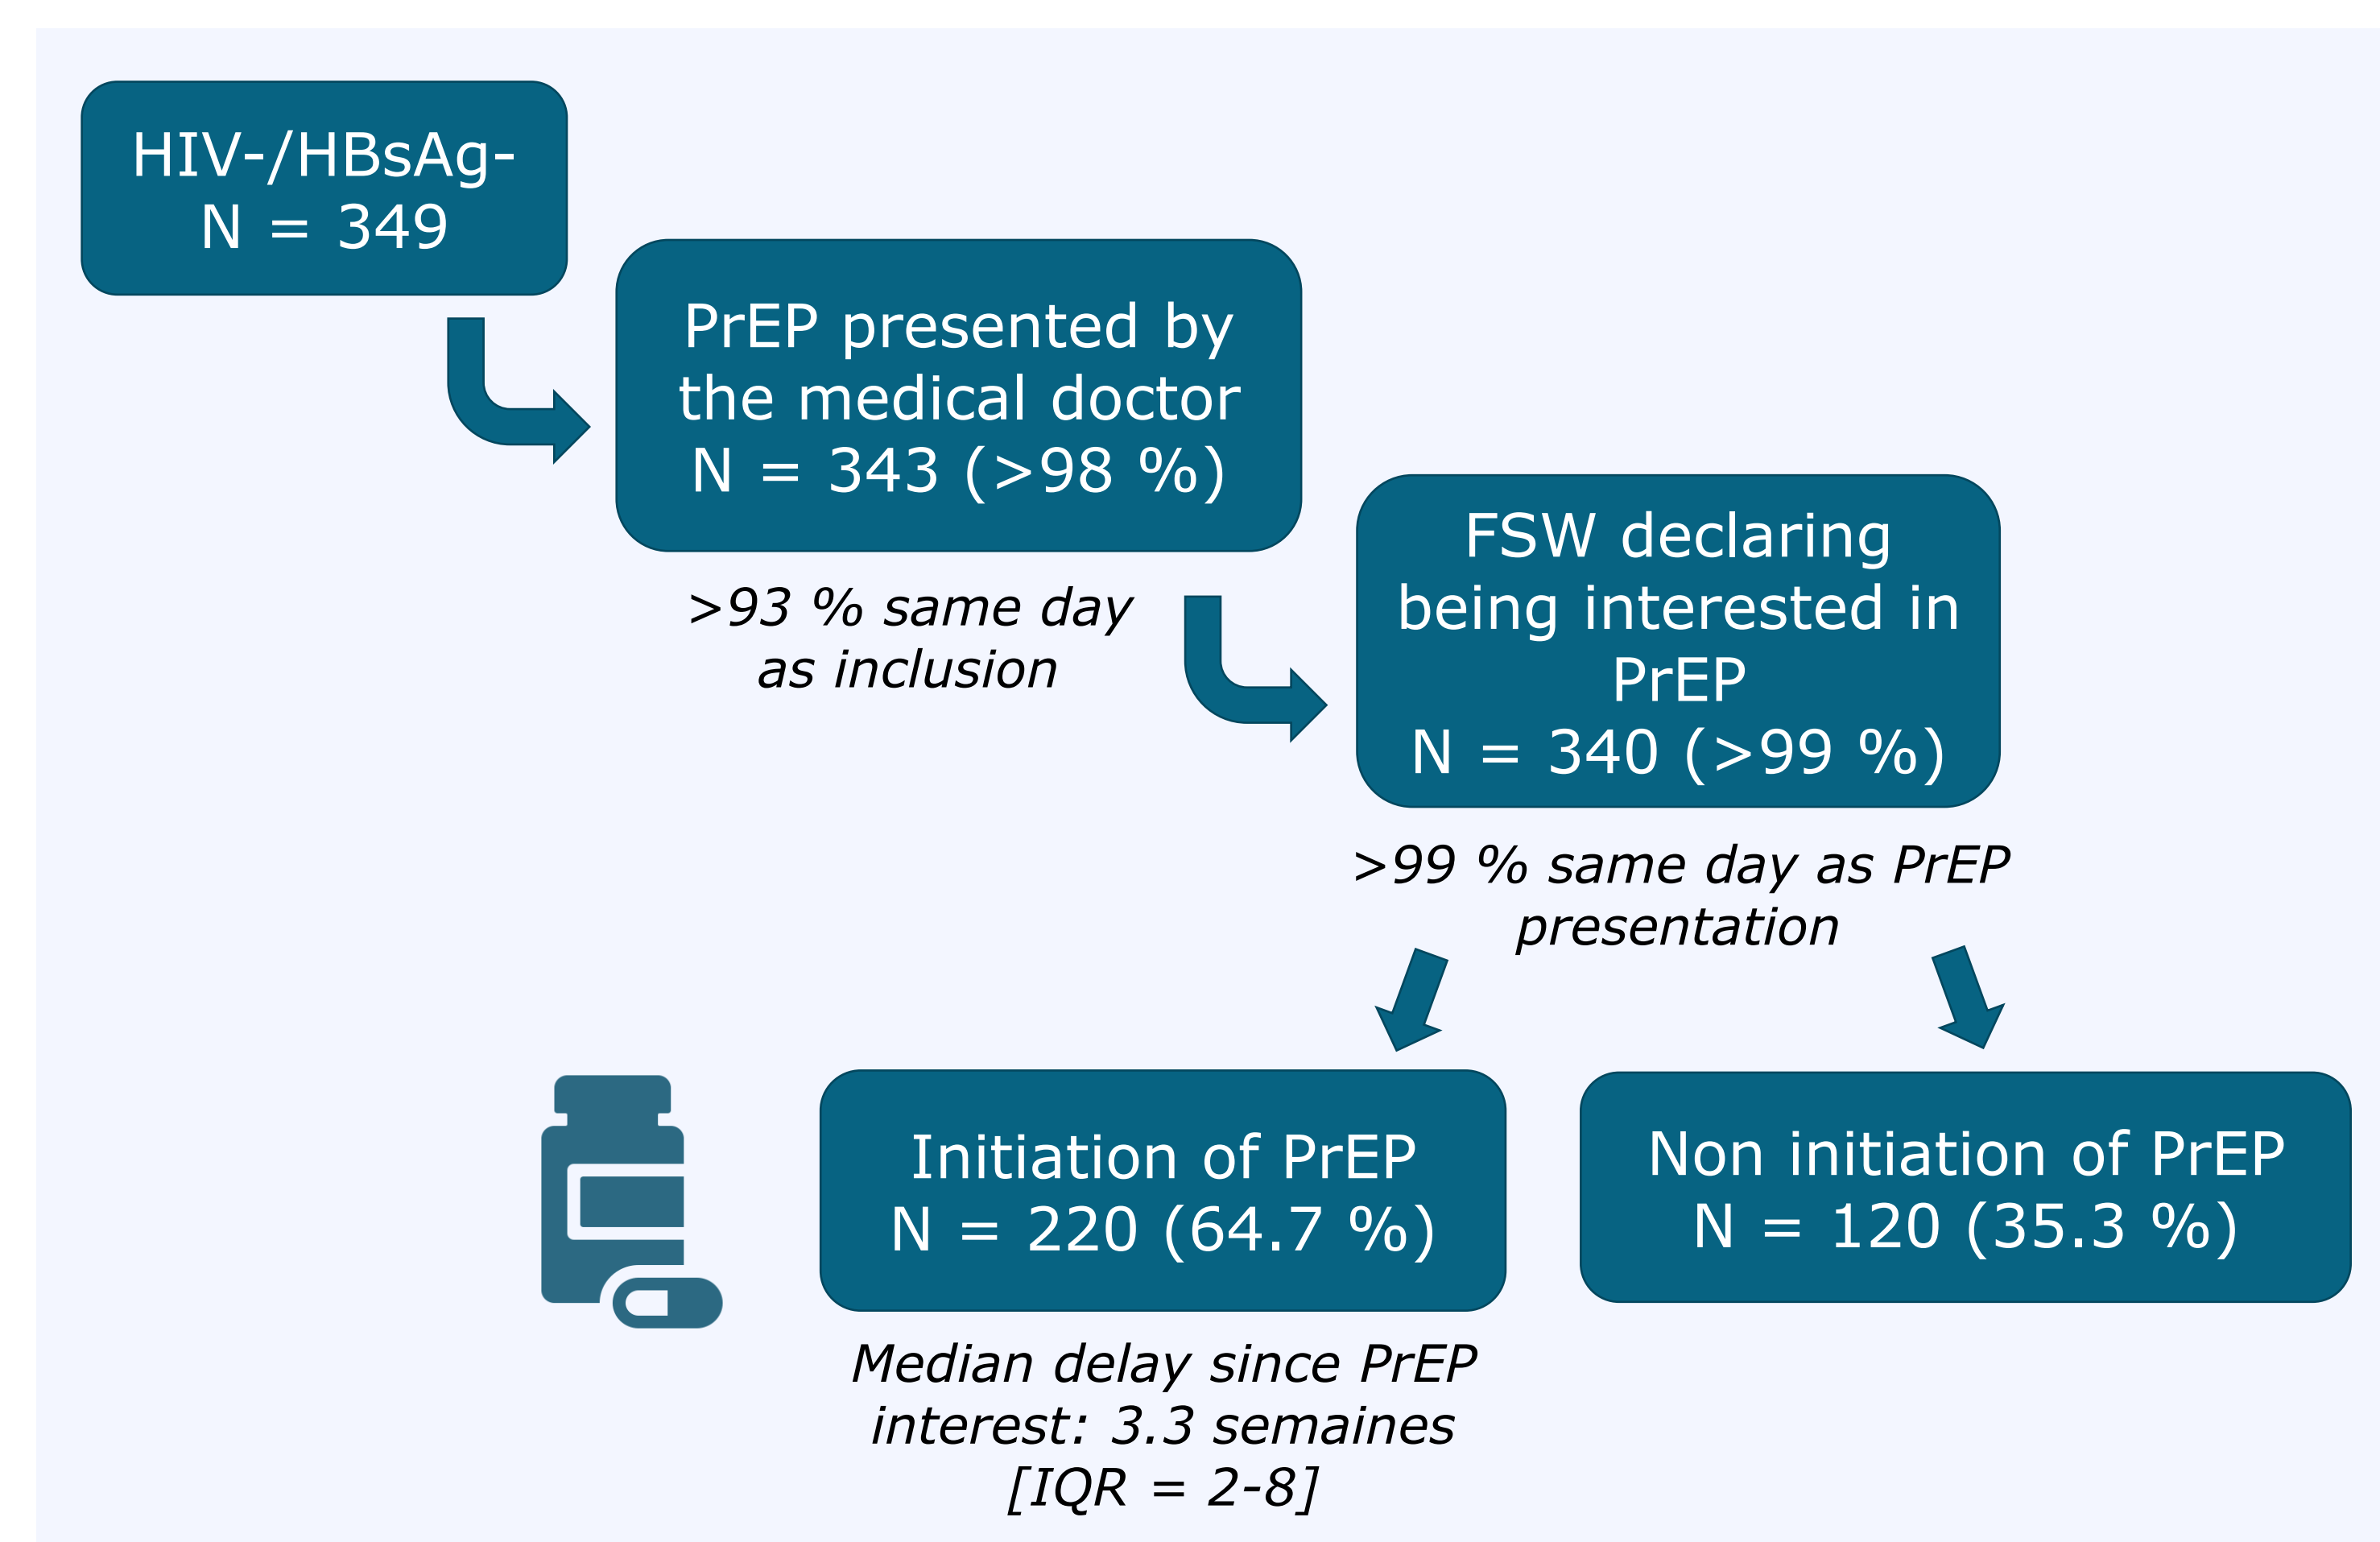 HIV-/HBsAg-
N = 349
PrEP presented by
the medical doctor
N = 343 (>98 %)
>93 % same day
as inclusion
FSW declaring
being interested in
PrEP
N = 340 (>99 %)
>99 % same day as PrEP
presentation
Initiation of PrEP
N = 220 (64.7 %)
Median delay since PrEP
interest: 3.3 semaines
[IQR = 2-8]
Non initiation of PrEP
N = 120 (35.3 %)